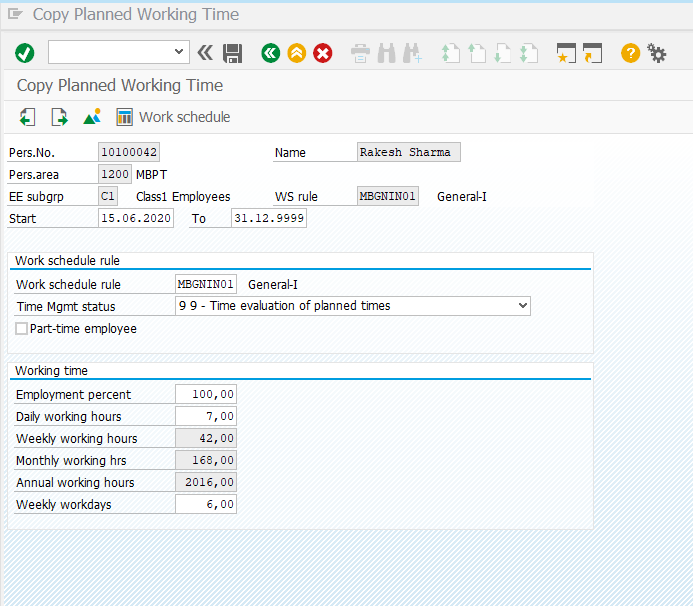 Copy Planned Working Time
Copy Planned Working Time
Work schedule
Pers.No. 10100042 Name Rakesh Sharma
Pers.area 1200 MBPT
EE subgrp C1 Class1 Employees WS rule MBGNIN01 General-I
Start 15.06.2020 To 31.12.9999
Work schedule rule
Work schedule rule MBGNIN01 General-I
Time Mgmt status 9 9 - Time evaluation of planned times
Part-time employee
Working time
Employment percent 100,00
Daily working hours 7,00
Weekly working hours 42,00
Monthly working hrs 168,00
Annual working hours 2016,00
Weekly workdays 6,00